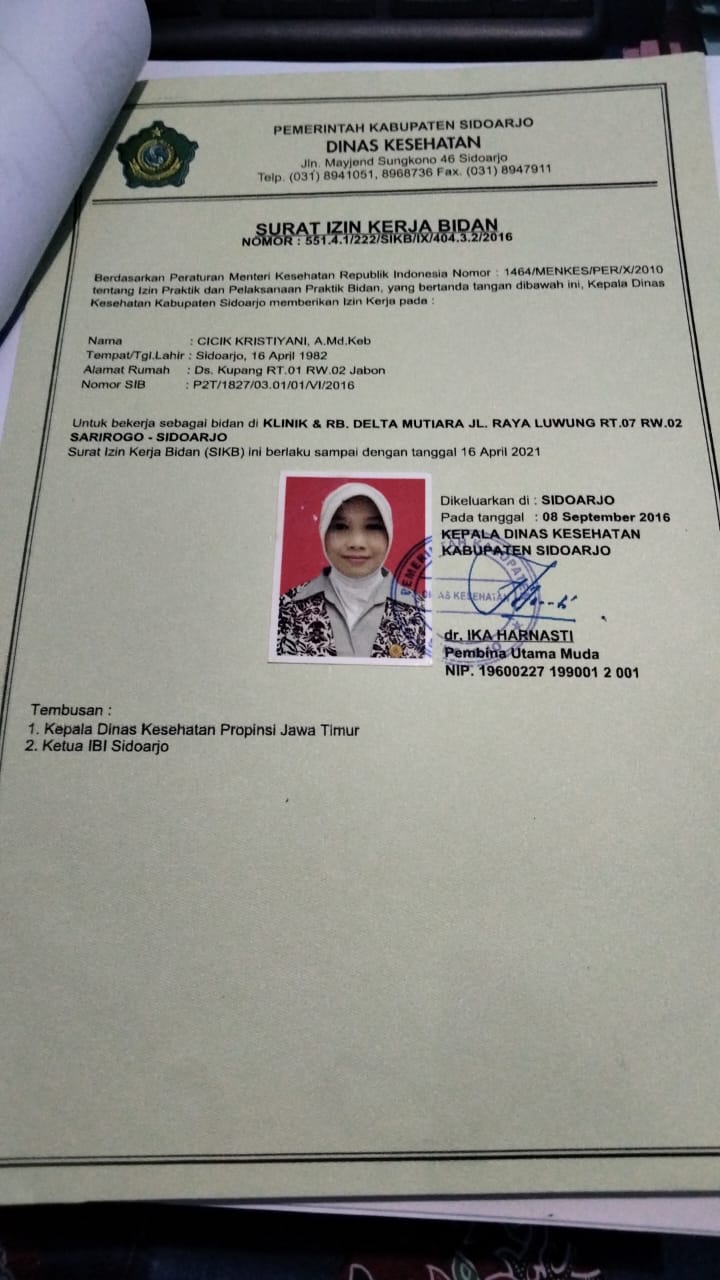 PEMERINTAH KABUPATEN SIDOARJO
DINAS KESEHATAN
Jln. Mayjend Sungkono 46 Sidoarjo
Telp. (031) 8941051, 8968736 Fax. (031) 8947911
SURAT IZIN KERJA BIDAN
NOMOR : 551.4.1/222/SIKB/IX/404.3.2/2016
Berdasarkan Peraturan Menteri Kesehatan Republik Indonesia Nomor : 1464/MENKES/PER/X/2010
tentang Izin Praktik dan Pelaksanaan Praktik Bidan, yang bertanda tangan dibawah ini, Kepala Dinas
Kesehatan Kabupaten Sidoarjo memberikan Izin Kerja pada :
Nama : CICIK KRISTIYANI, A.Md.Keb
Tempat/Tgl.Lahir : Sidoarjo, 16 April 1982
Alamat Rumah : Ds. Kupang RT.01 RW.02 Jabon
Nomor SIB : P2T/1827/03.01/01/VI/2016
Untuk bekerja sebagai bidan di KLINIK & RB. DELTA MUTIARA JL. RAYA LUWUNG RT.07 RW.02
SARIROGO - SIDOARJO
Surat Izin Kerja Bidan (SIKB) ini berlaku sampai dengan tanggal 16 April 2021
Dikeluarkan di : SIDOARJO
Pada tanggal : 08 September 2016
KEPALA DINAS KESEHATAN
KABUPATEN SIDOARJO
dr. IKA HARNASTI
Pembina Utama Muda
NIP. 19600227 199001 2 001
Tembusan :
1. Kepala Dinas Kesehatan Propinsi Jawa Timur
2. Ketua IBI Sidoarjo